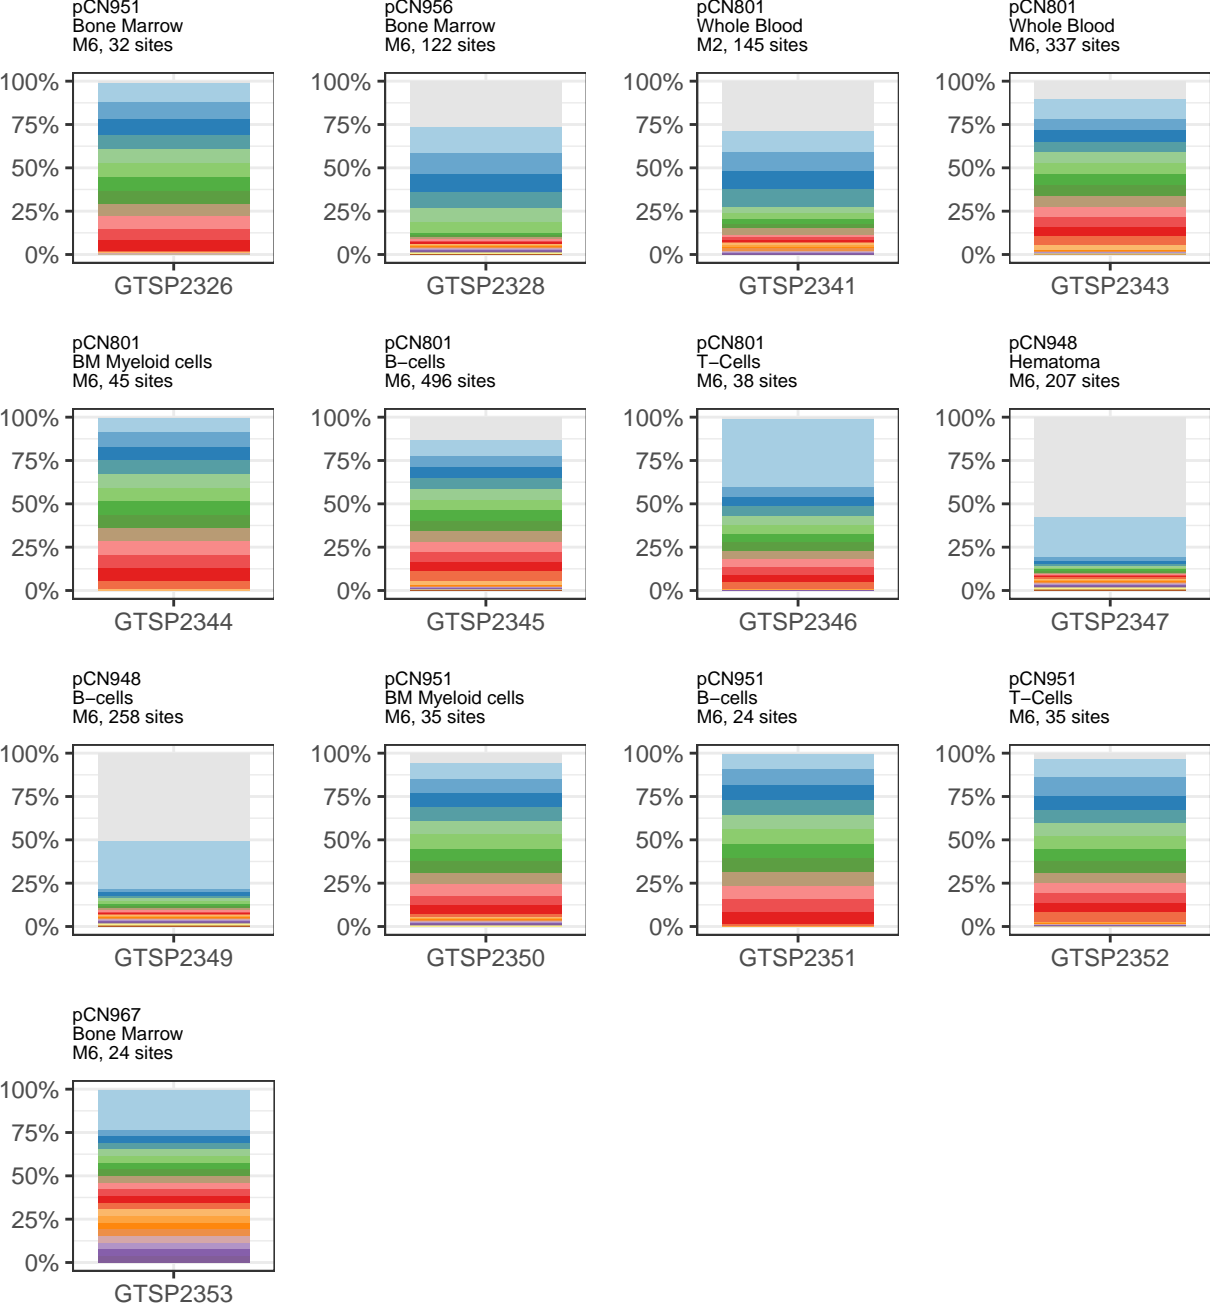 pCN951
Bone Marrow
M6, 32 sites
100%
75%
50%
25%
0%
GTSP2326
pCN956
Bone Marrow
M6, 122 sites
100%
75%
50%
25%
0%
GTSP2328
pCN801
Whole Blood
M2, 145 sites
100%
75%
50%
25%
0%
GTSP2341
pCN801
Whole Blood
M6, 337 sites
100%
75%
50%
25%
0%
GTSP2343
pCN801
BM Myeloid cells
M6, 45 sites
100%
75%
50%
25%
0%
GTSP2344
pCN801
B−cells
M6, 496 sites
100%
75%
50%
25%
0%
GTSP2345
pCN801
T−Cells
M6, 38 sites
100%
75%
50%
25%
0%
GTSP2346
pCN948
Hematoma
M6, 207 sites
100%
75%
50%
25%
0%
GTSP2347
pCN948
B−cells
M6, 258 sites
100%
75%
50%
25%
0%
GTSP2349
pCN951
BM Myeloid cells
M6, 35 sites
100%
75%
50%
25%
0%
GTSP2350
pCN951
B−cells
M6, 24 sites
100%
75%
50%
25%
0%
GTSP2351
pCN951
T−Cells
M6, 35 sites
100%
75%
50%
25%
0%
GTSP2352
pCN967
Bone Marrow
M6, 24 sites
100%
75%
50%
25%
0%
GTSP2353